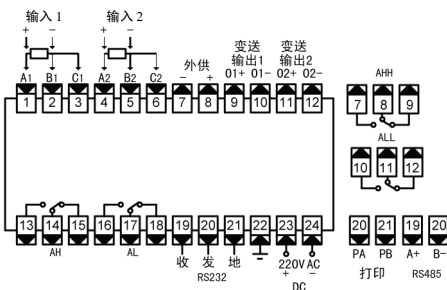 输入 1 输入 2
+ − + −
外供 变送 输出1 变送 输出2
A1 B1 C1 A2 B2 C2 − + 01+ 01- 02+ 02-
1 2 3 4 5 6 7 8 9 10 11 12
AHH
7 8 9
ALL
10 11 12
13 14 15 16 17 18 19 20 21 22 23 24
AH AL 收 发 地 220V AC
+ −
RS232 DC
20 21 19 20
PA PB A+ B-
打印 RS485